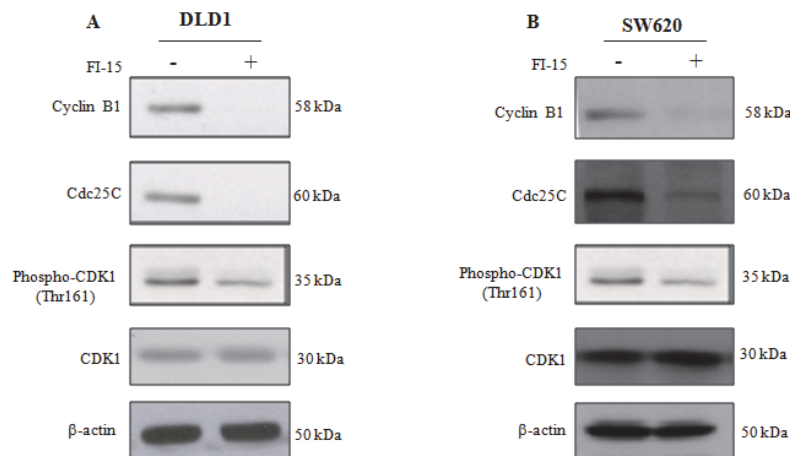 A
DLD1
FI-15 - +
Cyclin B1 58 kDa
Cdc25C 60 kDa
Phospho-CDK1
(Thr161)
35 kDa
CDK1 30 kDa
β-actin 50 kDa
B
SW620
FI-15 - +
Cyclin B1 58 kDa
Cdc25C 60 kDa
Phospho-CDK1
(Thr161)
35 kDa
CDK1 30 kDa
β-actin 50 kDa